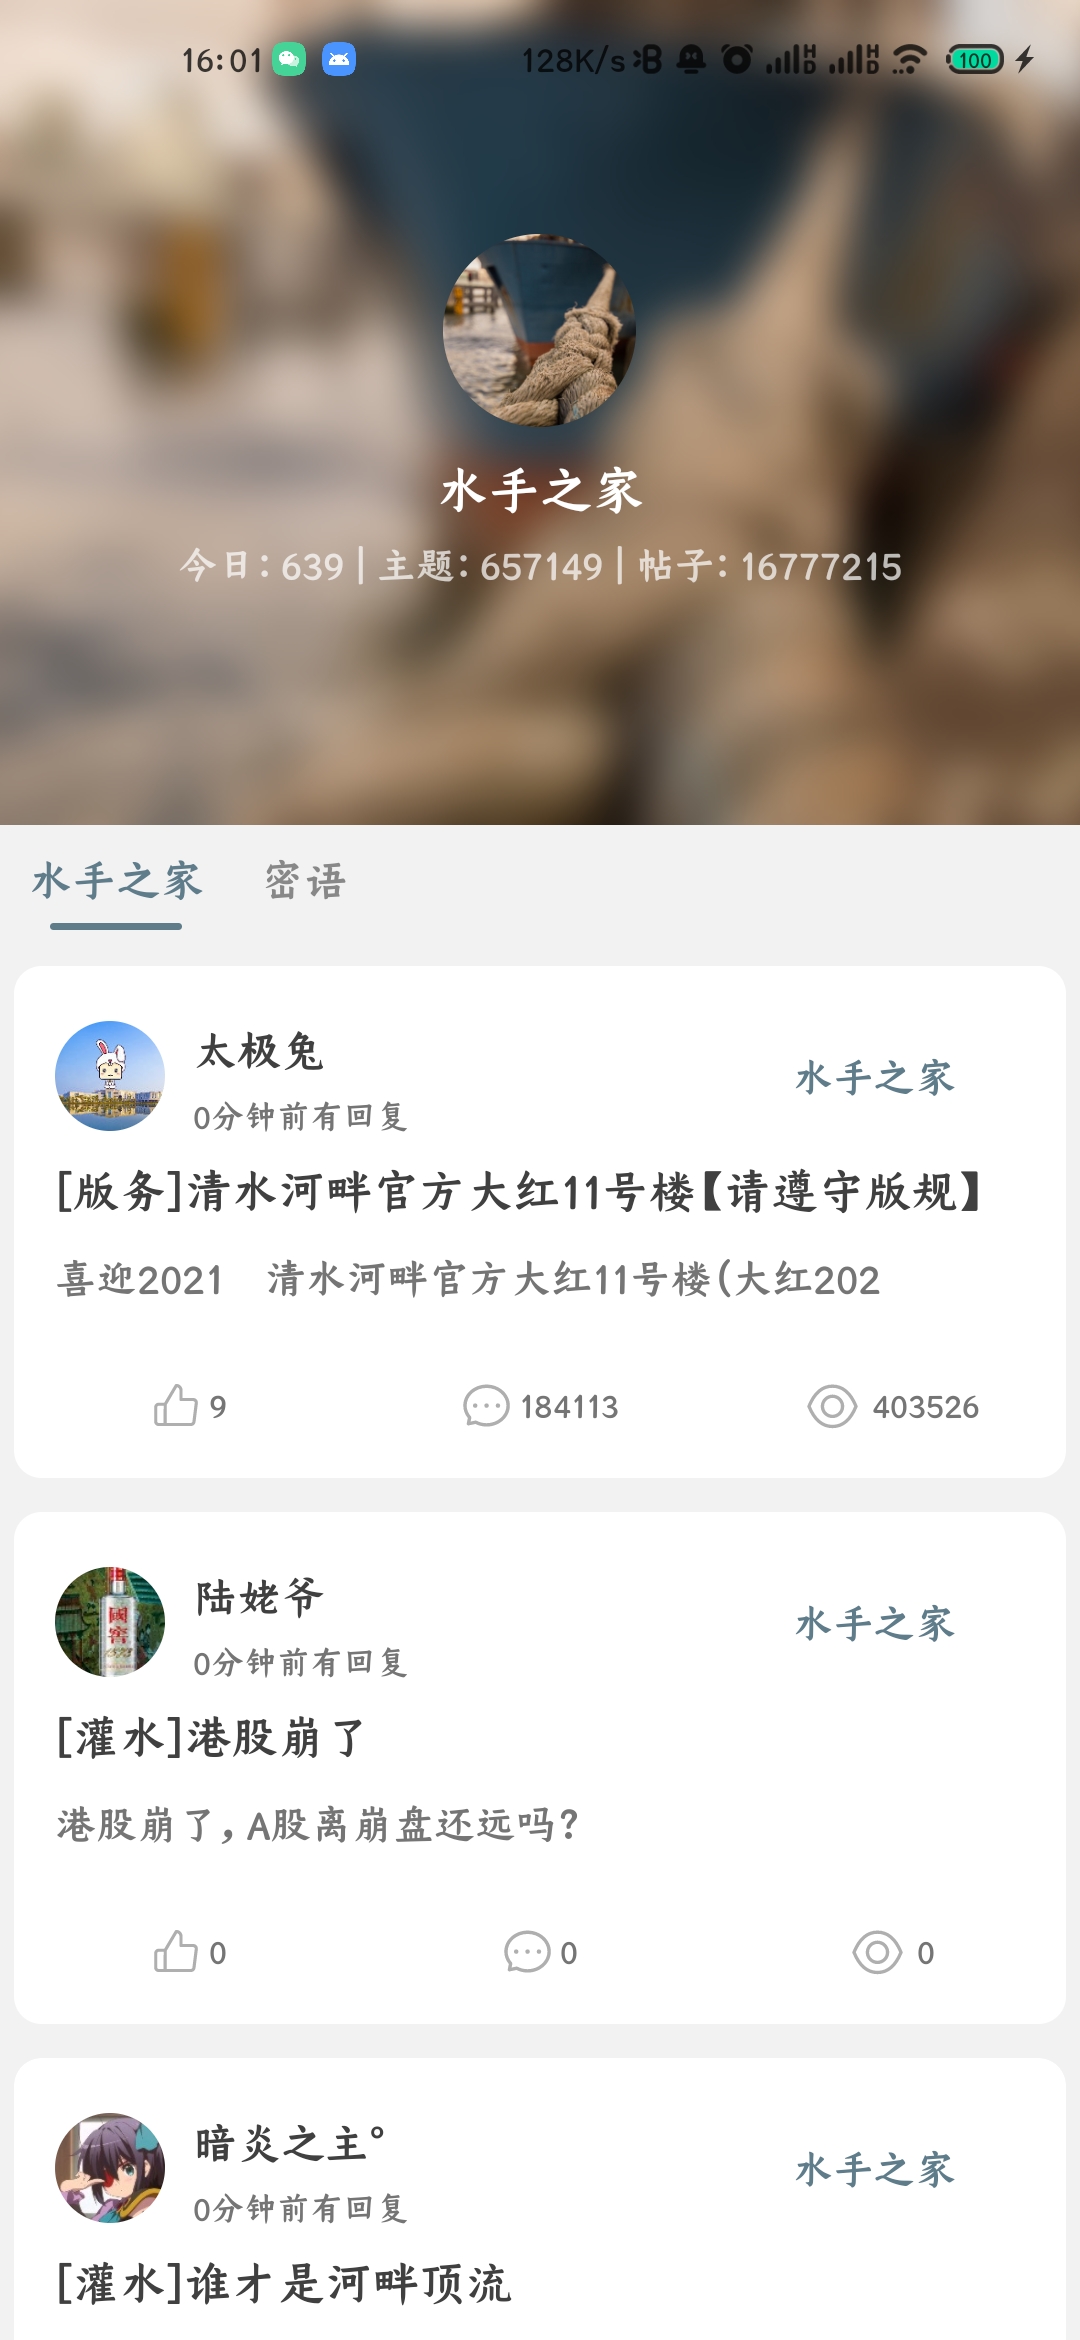 16:01 128K/s 100
水手之家
今日: 639 | 主题: 657149 | 帖子: 16777215
水手之家 密语
太极兔
水手之家
0分钟前有回复
[版务]清水河畔官方大红11号楼【请遵守版规】
喜迎2021 清水河畔官方大红11号楼(大红202
9 184113 403526
國窖
1573
陆姥爷
水手之家
0分钟前有回复
[灌水]港股崩了
港股崩了，A股离崩盘还远吗？
0 0 0
暗炎之主°
水手之家
0分钟前有回复
[灌水]谁才是河畔顶流